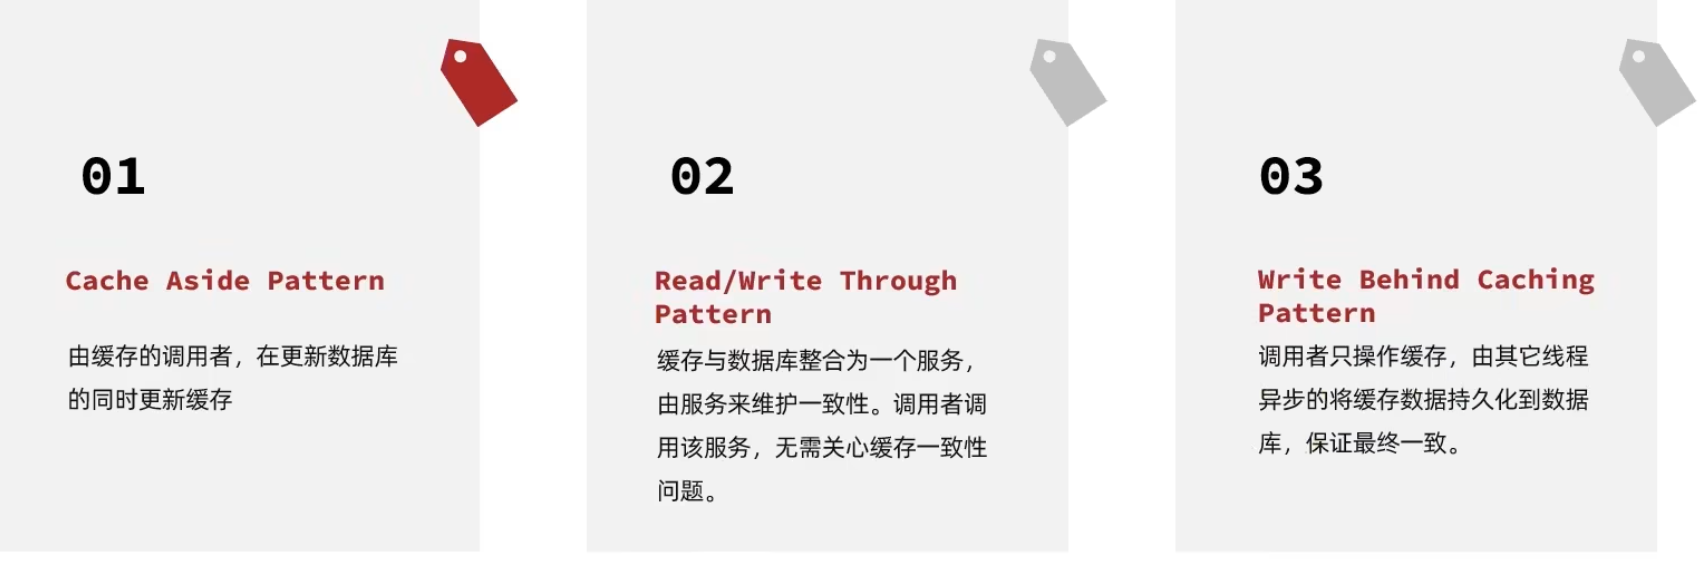 01
Cache Aside Pattern
由缓存的调用者，在更新数据库
的同时更新缓存
02
Read/Write Through
Pattern
缓存与数据库整合为一个服务，
由服务来维护一致性。调用者调
用该服务，无需关心缓存一致性
问题。
03
Write Behind Caching
Pattern
调用者只操作缓存，由其它线程
异步的将缓存数据持久化到数据
库，保证最终一致。